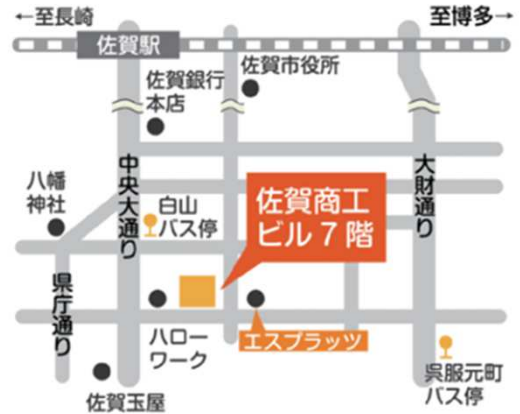 ←至長崎
至博多→
佐賀駅
佐賀銀行
本店
佐賀市役所
八幡
神社
中央大通り
白山
バス停
佐賀商工
ビル7階
大財通り
県庁通り
ハロー
ワーク
エスプラッツ
呉服元町
バス停
佐賀玉屋